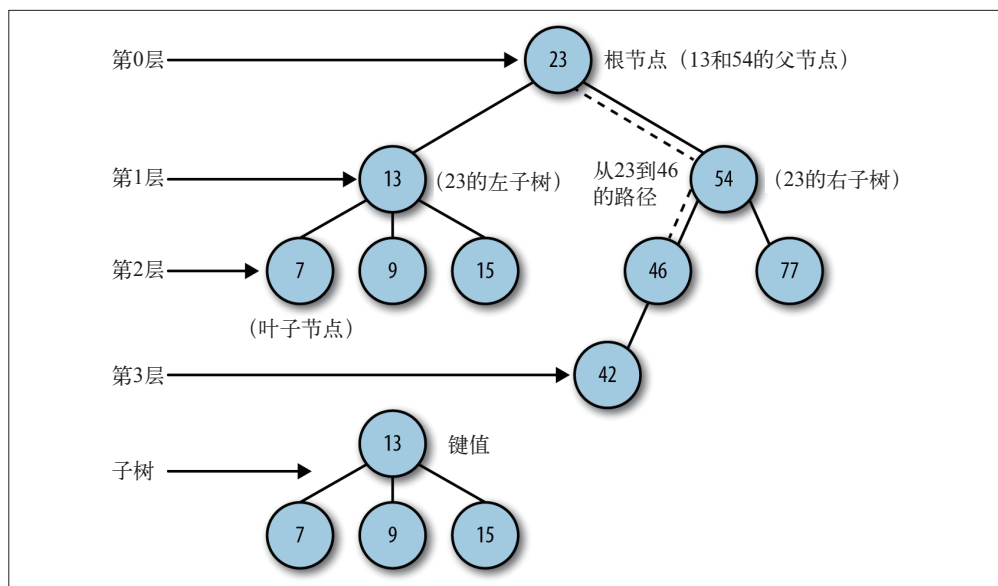 第0层
23
根节点（13和54的父节点）
第1层
13
（23的左子树）
从23到46
的路径
54
（23的右子树）
第2层
7
9
15
46
77
（叶子节点）
第3层
42
13
键值
子树
7
9
15